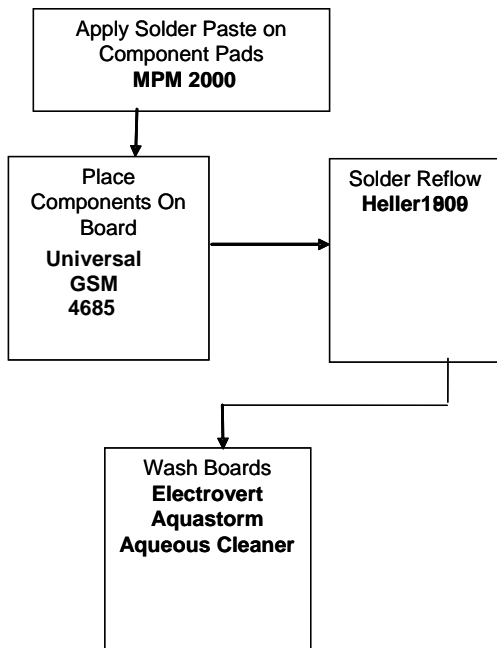 Apply Solder Paste on
Component Pads
MPM 2000
Place
Components On
Board
Universal
GSM
4685
Solder Reflow
Heller
Wash Boards
Electrovert
Aquastorm
Aqueous Cleaner